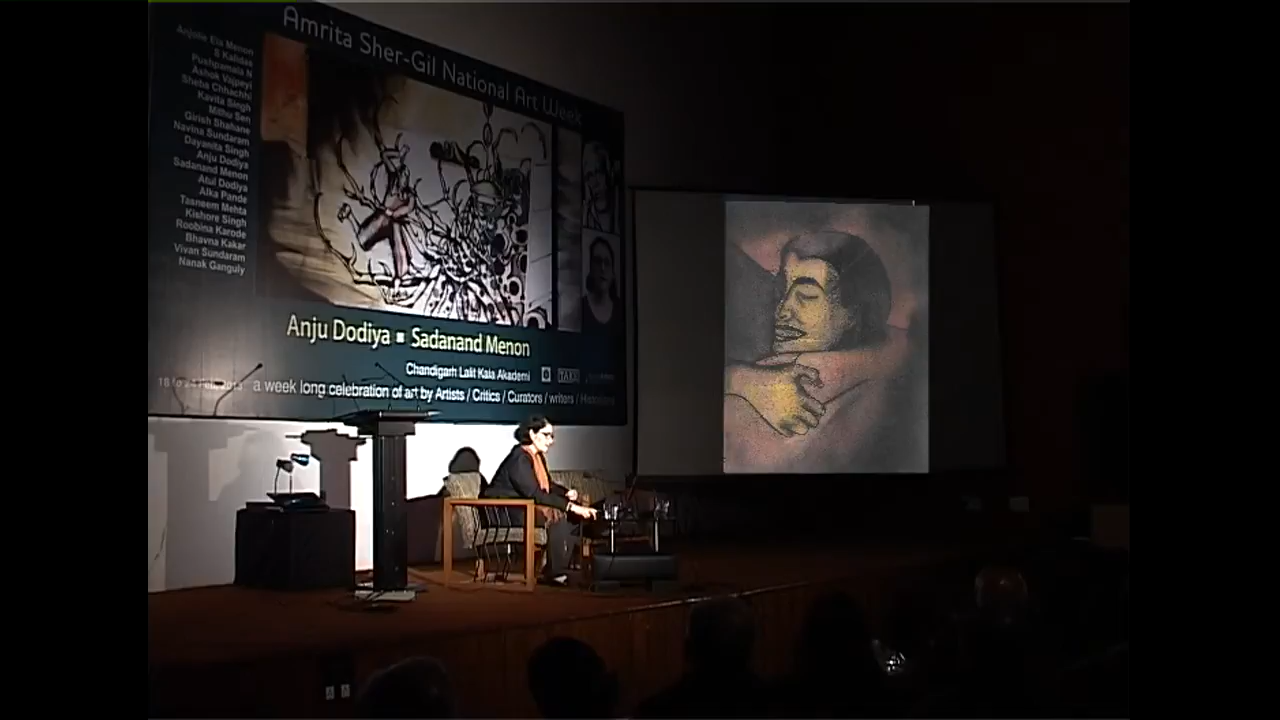 Amrita Sher-Gil National Art Week
Anjolie Ela Menon
S Kalidas
Pushpamala N
Ashok Vajpeyi
Sheba Chhachhi
Kavita Singh
Mithu Sen
Girish Shahane
Navina Sundaram
Dayanita Singh
Anju Dodiya
Sadanand Menon
Atul Dodiya
Alka Pande
Tasneem Mehta
Kishore Singh
Roobina Karode
Bhavna Kakar
Vivan Sundaram
Nanak Ganguly
Anju Dodiya ▪ Sadanand Menon
Chandigarh Lalit Kala Akademi
TAKS
a week long celebration of art by Artists / Critics / Curators / writers /